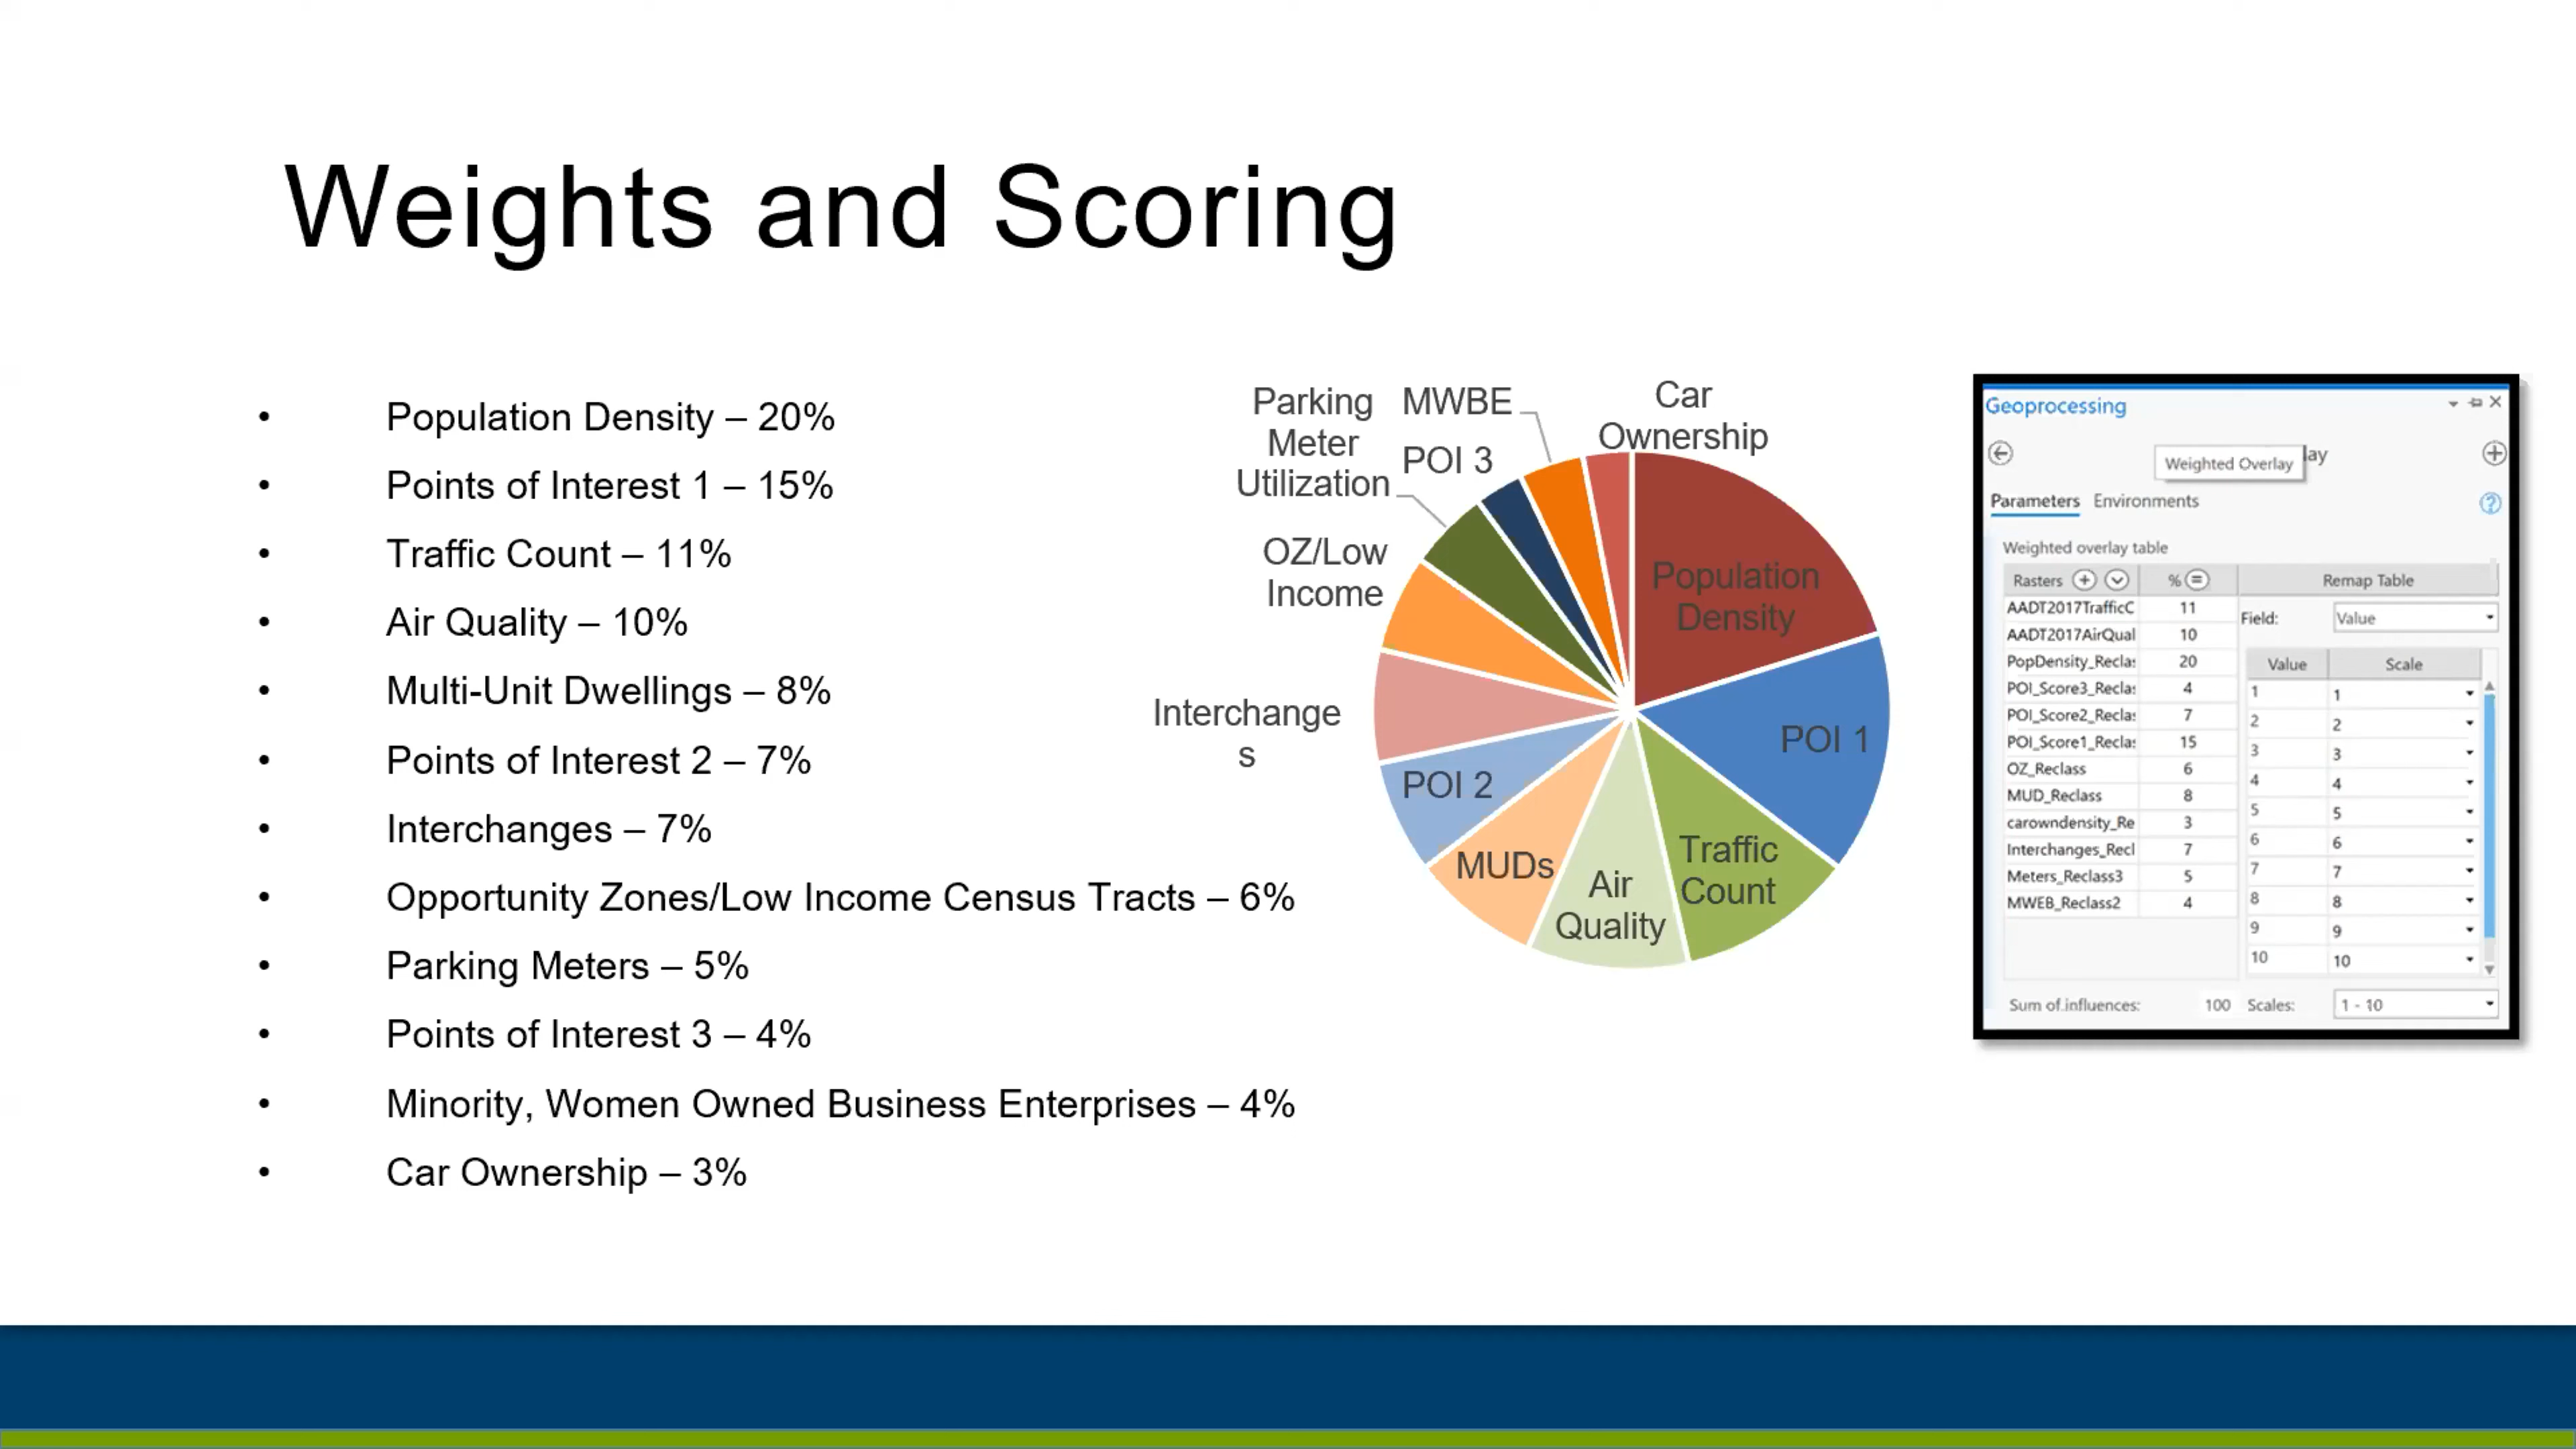 Weights and Scoring
• Population Density – 20%
• Points of Interest 1 – 15%
• Traffic Count – 11%
• Air Quality – 10%
• Multi-Unit Dwellings – 8%
• Points of Interest 2 – 7%
• Interchanges – 7%
• Opportunity Zones/Low Income Census Tracts – 6%
• Parking Meters – 5%
• Points of Interest 3 – 4%
• Minority, Women Owned Business Enterprises – 4%
• Car Ownership – 3%
Parking
Meter
Utilization
MWBE
POI 3
Car
Ownership
OZ/Low
Income
Interchange
s
POI 2
MUDs
Air
Quality
Traffic
Count
POI 1
Population
Density
Geoprocessing
Weighted Overlay
lay
Parameters Environments
Weighted overlay table
Rasters % Remap Table
AADT2017TrafficC 11
AADT2017AirQual 10
PopDensity_Recla: 20
POI_Score3_Recla: 4
POI_Score2_Recla: 7
POI_Score1_Recla: 15
OZ_Reclass 6
MUD_Reclass 8
carowndensity_Re 3
Interchanges_Recl 7
Meters_Reclass3 5
MWEB_Reclass2 4
Field: Value
Value Scale
1 1
2 2
3 3
4 4
5 5
6 6
7 7
8 8
9 9
10 10
Sum of influences: 100 Scales: 1 - 10